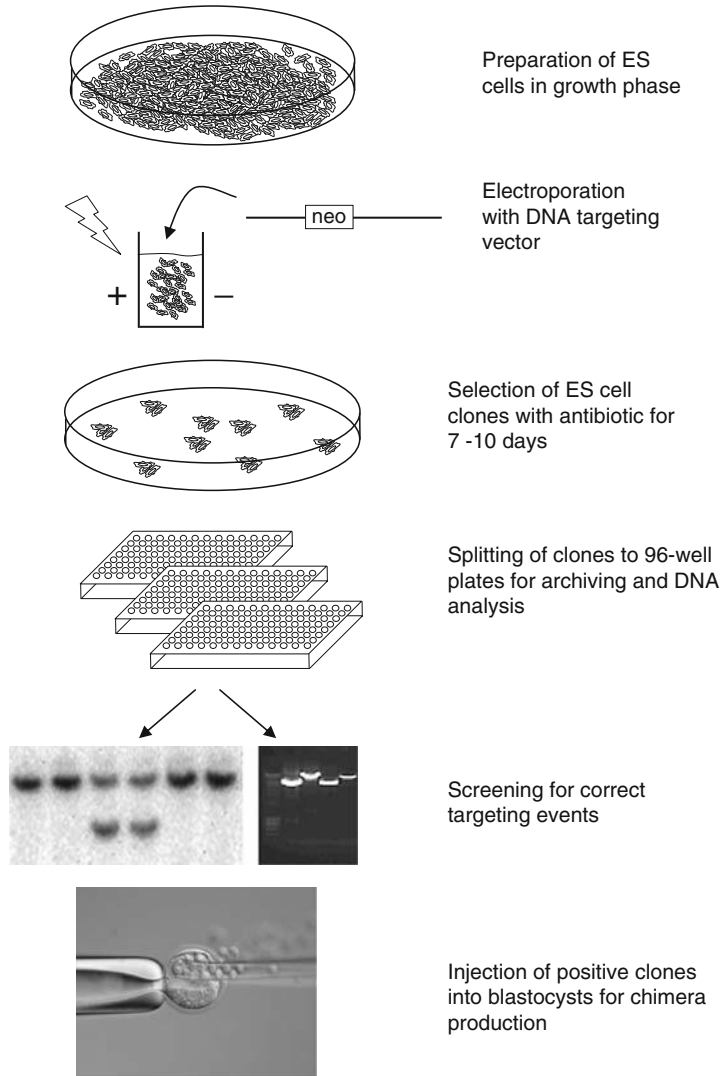 Preparation of ES
cells in growth phase
Electroporation
with DNA targeting
vector
neo
+
–
Selection of ES cell
clones with antibiotic for
7 -10 days
Splitting of clones to 96-well
plates for archiving and DNA
analysis
Screening for correct
targeting events
Injection of positive clones
into blastocysts for chimera
production